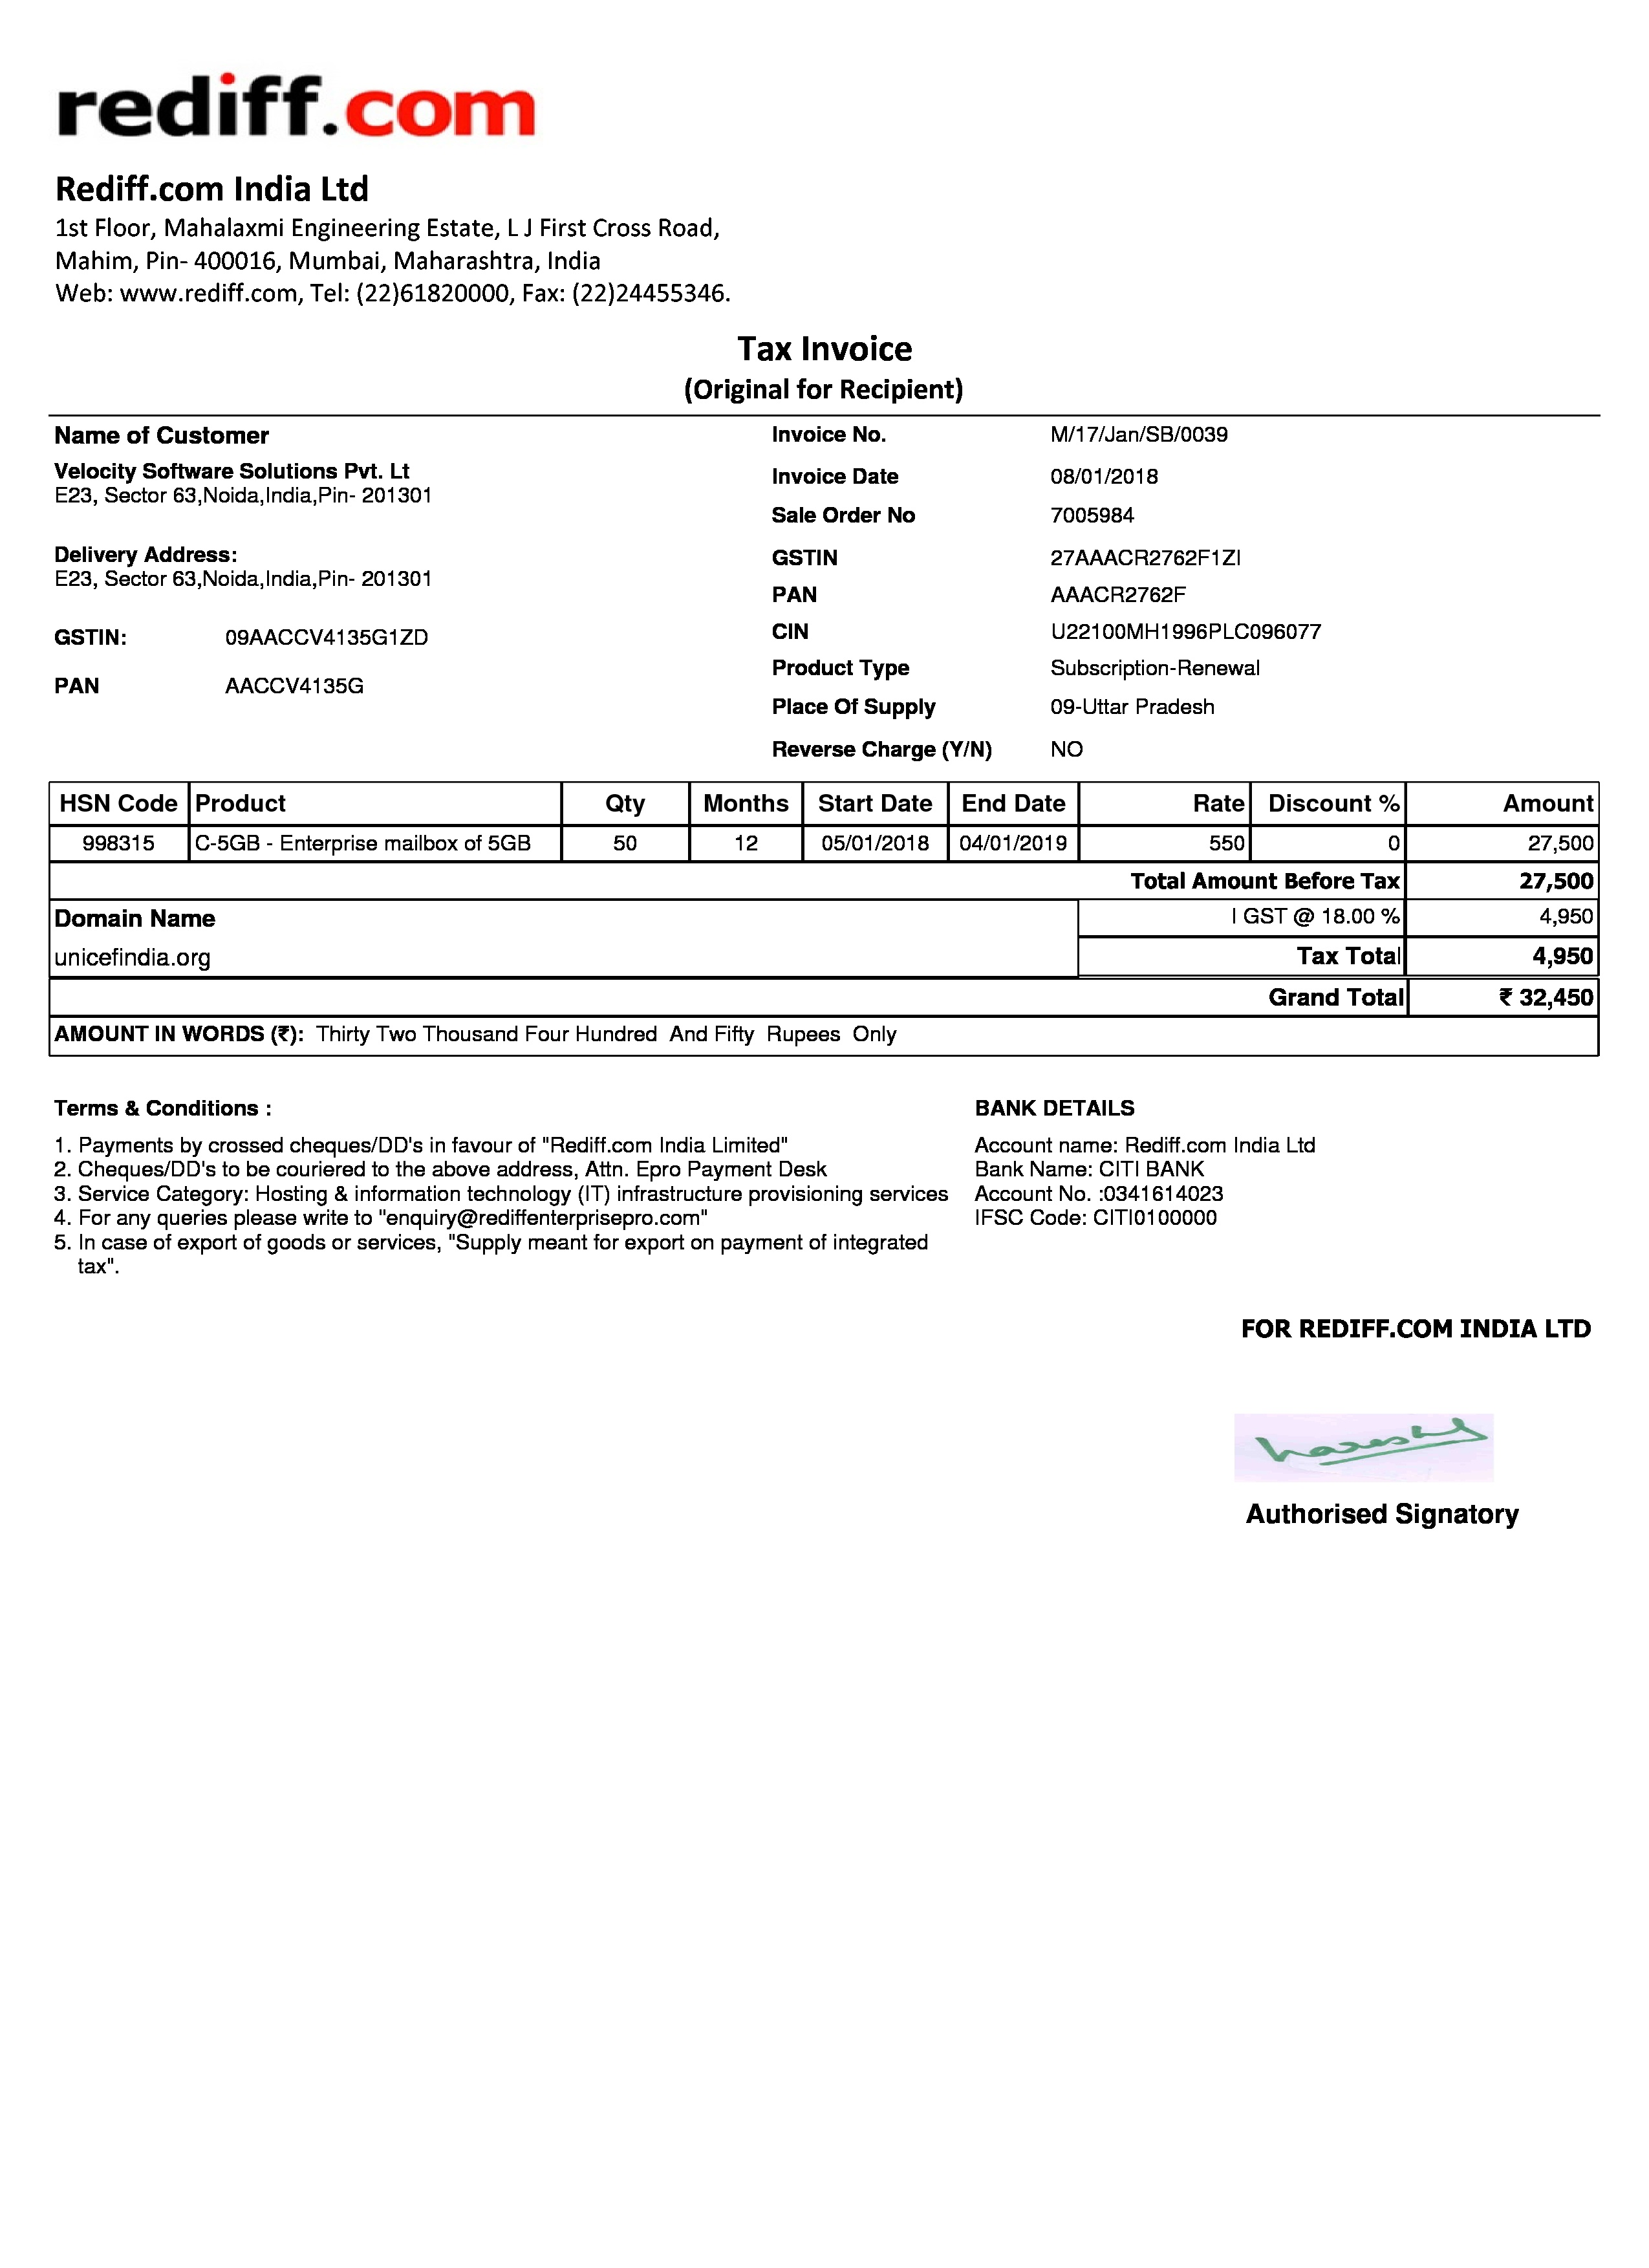 rediff.com
Rediff.com India Ltd
1st Floor, Mahalaxmi Engineering Estate, L J First Cross Road,
Mahim, Pin- 400016, Mumbai, Maharashtra, India
Web: www.rediff.com, Tel: (22)61820000, Fax: (22)24455346.
Tax Invoice
(Original for Recipient)
Name of Customer
Velocity Software Solutions Pvt. Lt
E23, Sector 63,Noida,India,Pin- 201301
Delivery Address:
E23, Sector 63,Noida,India,Pin- 201301
GSTIN: 09AACCV4135G1ZD
PAN AACCV4135G
Invoice No. M/17/Jan/SB/0039
Invoice Date 08/01/2018
Sale Order No 7005984
GSTIN 27AAACR2762F1ZI
PAN AAACR2762F
CIN U22100MH1996PLC096077
Product Type Subscription-Renewal
Place Of Supply 09-Uttar Pradesh
Reverse Charge (Y/N) NO
HSN Code Product Qty Months Start Date End Date Rate Discount % Amount
998315 C-5GB - Enterprise mailbox of 5GB 50 12 05/01/2018 04/01/2019 550 0 27,500
Total Amount Before Tax 27,500
Domain Name I GST @ 18.00 % 4,950
unicefindia.org Tax Total 4,950
Grand Total ₹ 32,450
AMOUNT IN WORDS (₹): Thirty Two Thousand Four Hundred And Fifty Rupees Only
Terms & Conditions :
1. Payments by crossed cheques/DD's in favour of "Rediff.com India Limited"
2. Cheques/DD's to be couriered to the above address, Attn. Epro Payment Desk
3. Service Category: Hosting & information technology (IT) infrastructure provisioning services
4. For any queries please write to "enquiry@rediffenterprisepro.com"
5. In case of export of goods or services, "Supply meant for export on payment of integrated
tax".
BANK DETAILS
Account name: Rediff.com India Ltd
Bank Name: CITI BANK
Account No. :0341614023
IFSC Code: CITI0100000
FOR REDIFF.COM INDIA LTD
Authorised Signatory